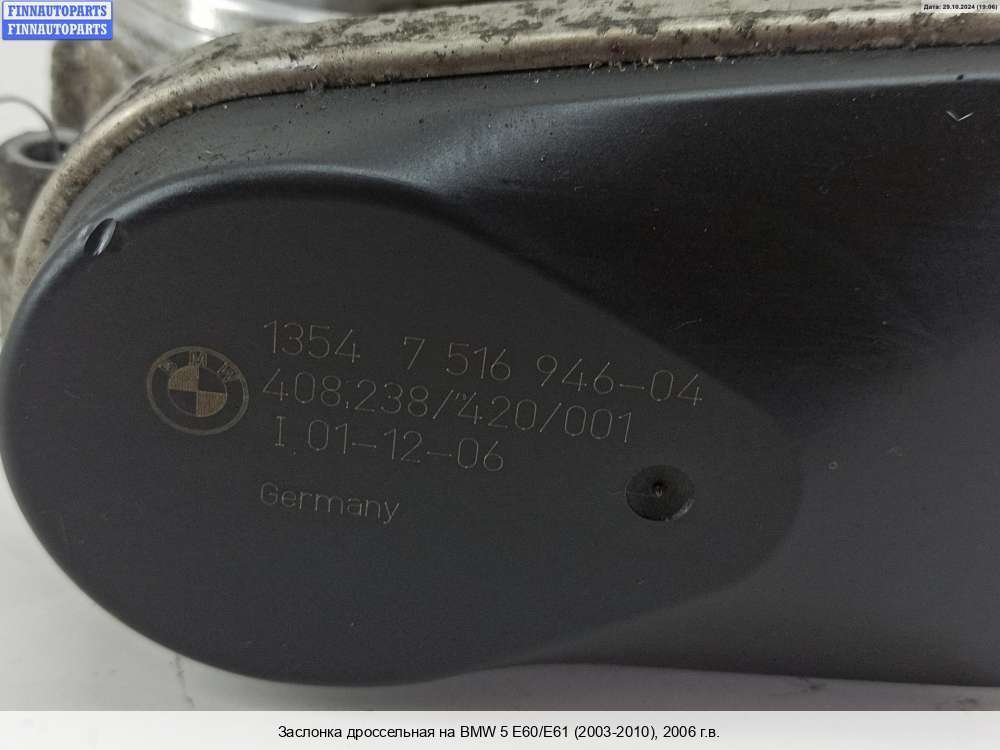 FINNAUTOPARTS
FINNAUTOPARTS
Дата: 29.10.2024 (19:06)
BMW
1354 7 516 946-04
408.238/420/001
I 01-12-06
Germany
Заслонка дроссельная на BMW 5 E60/E61 (2003-2010), 2006 г.в.